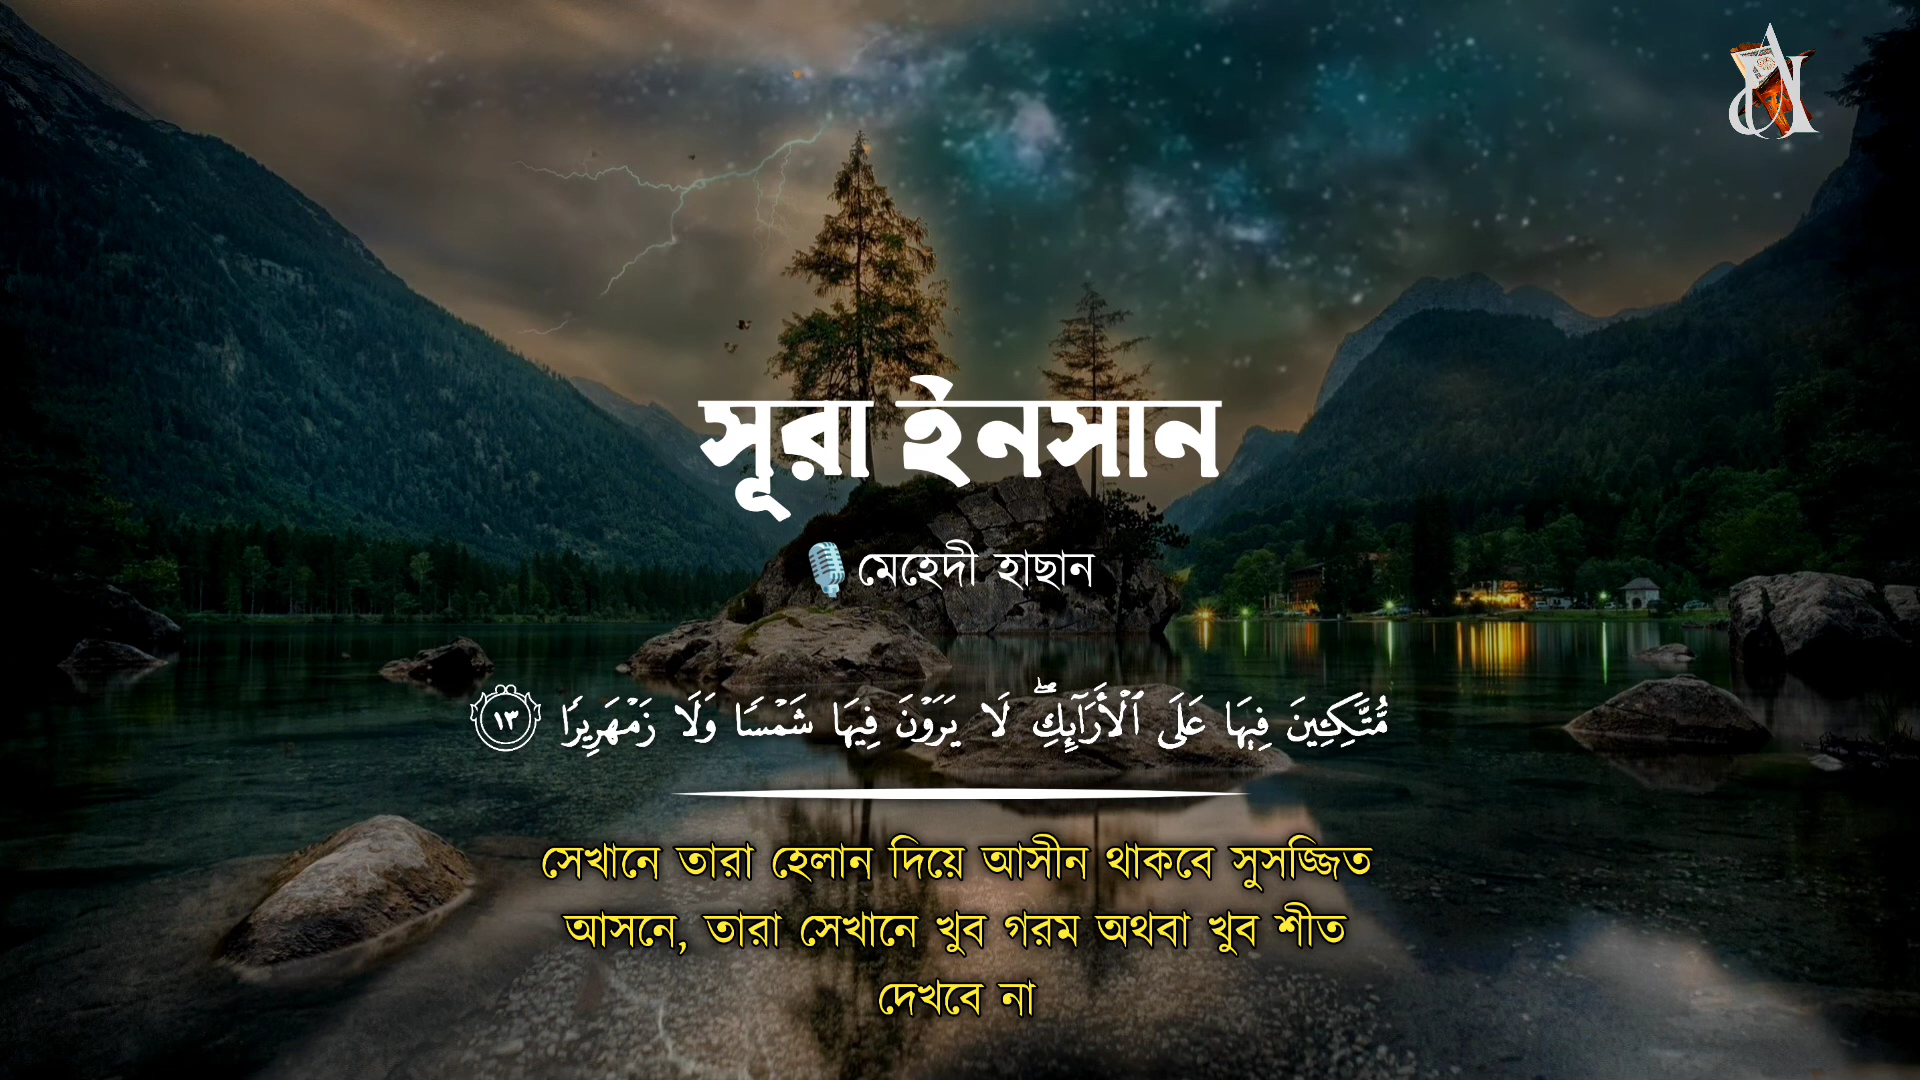 সূরা ইনসান
মেহেদী হাছান
مُّتَّكِـِٔينَ فِيهَا عَلَى ٱلْأَرَآئِكِ ۖ لَا يَرَوْنَ فِيهَا شَمْسًا وَلَا زَمْهَرِيرًا ١٣
সেখানে তারা হেলান দিয়ে আসীন থাকবে সুসজ্জিত
আসনে, তারা সেখানে খুব গরম অথবা খুব শীত
দেখবে না